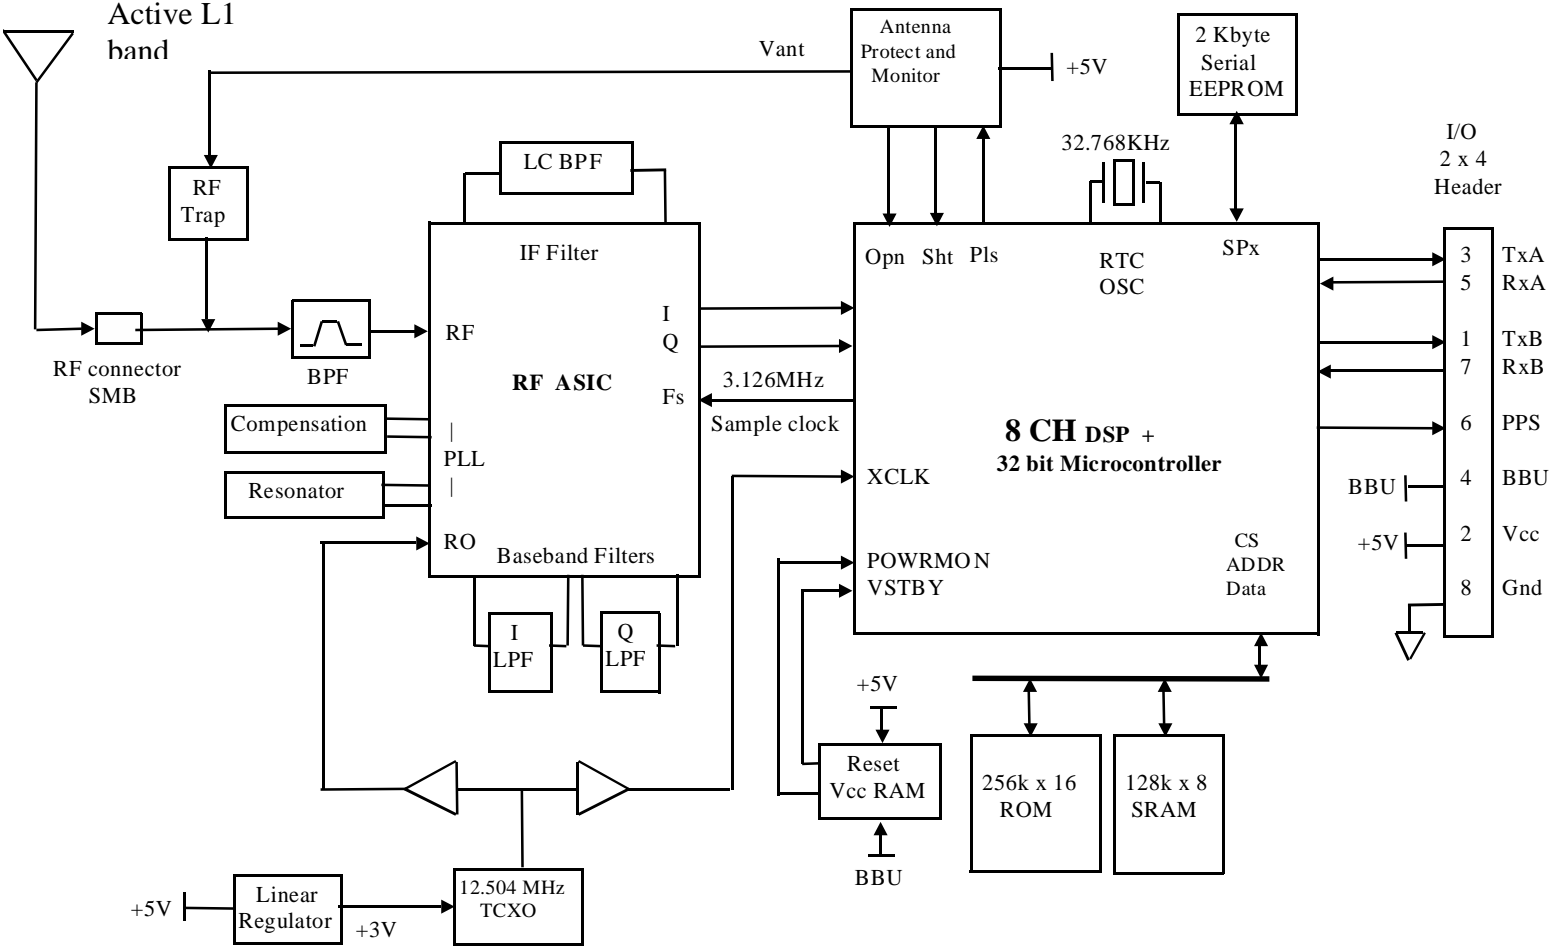 Active L1
band
Vant
Antenna
Protect and
Monitor
+5V
2 Kbyte
Serial
EEPROM
I/O
2 x 4
Header
32.768KHz
LC BPF
RF
Trap
IF Filter
Opn Sht Pls
RTC
OSC
SPx
3 TxA
5 RxA
1 TxB
7 RxB
6 PPS
BBU
4 BBU
+5V
2 Vcc
8 Gnd
RF connector
SMB
BPF
RF
I
Q
RF ASIC
Fs
3.126MHz
Sample clock
8 CH DSP +
32 bit Microcontroller
Compensation
|
PLL
|
Resonator
XCLK
RO
Baseband Filters
POWRMON
VSTBY
CS
ADDR
Data
I
LPF
Q
LPF
+5V
Reset
Vcc RAM
BBU
256k x 16
ROM
128k x 8
SRAM
+5V
Linear
Regulator
+3V
12.504 MHz
TCXO